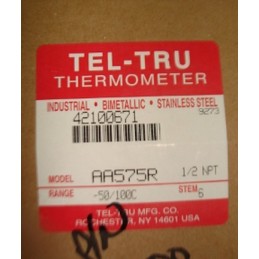 TEL-TRU
THERMOMETER
INDUSTRIAL • BIMETALLIC • STAINLESS STEEL
42100671 9273
MODEL AA575R 1/2 NPT
RANGE -50/100C STEM 6
TEL-TRU MFG. CO.
ROCHESTER, NY 14601 USA